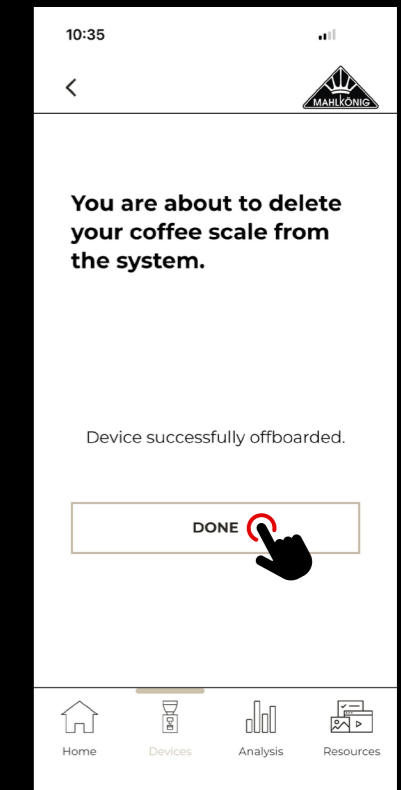 10:35
MAHLKÖNIG
You are about to delete
your coffee scale from
the system.
Device successfully offboarded.
DONE
Home Devices Analysis Resources